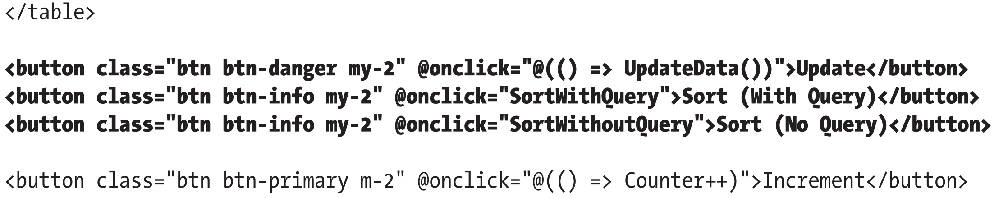 </table>

<button class="btn btn-danger my-2" @onclick="@(() => UpdateData())">Update</button>
<button class="btn btn-info my-2" @onclick="SortWithQuery">Sort (With Query)</button>
<button class="btn btn-info my-2" @onclick="SortWithoutQuery">Sort (No Query)</button>

<button class="btn btn-primary m-2" @onclick="@(() => Counter++)">Increment</button>